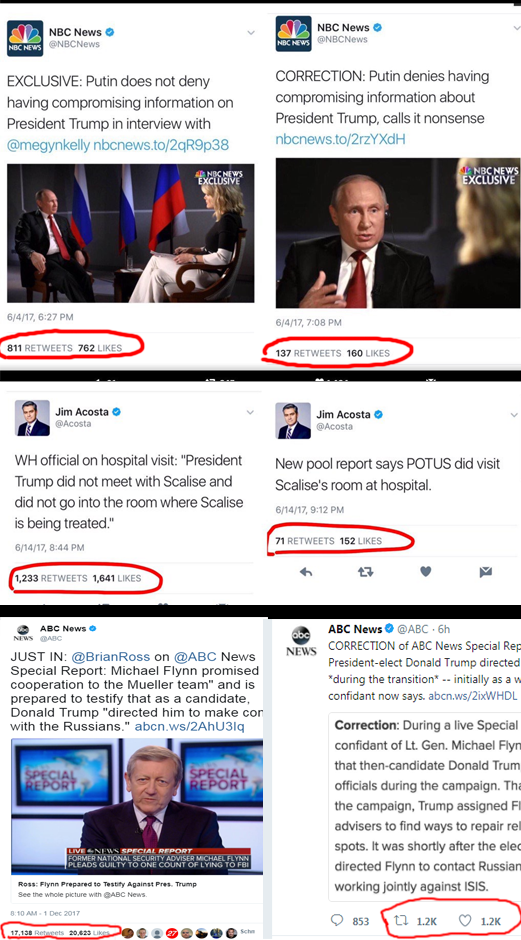 NBC NEWS
NBC News
@NBCNews
EXCLUSIVE: Putin does not deny
having compromising information on
President Trump in interview with
@megynkelly nbcnews.to/2qR9p38
NBC NEWS
EXCLUSIVE
6/4/17, 6:27 PM
811 RETWEETS 762 LIKES
NBC NEWS
NBC News
@NBCNews
CORRECTION: Putin denies having
compromising information about
President Trump, calls it nonsense
nbcnews.to/2rzYXdH
NBC NEWS
EXCLUSIVE
6/4/17, 7:08 PM
137 RETWEETS 160 LIKES
Jim Acosta
@Acosta
WH official on hospital visit: "President
Trump did not meet with Scalise and
did not go into the room where Scalise
is being treated."
6/14/17, 8:44 PM
1,233 RETWEETS 1,641 LIKES
Jim Acosta
@Acosta
New pool report says POTUS did visit
Scalise's room at hospital.
6/14/17, 9:12 PM
71 RETWEETS 152 LIKES
abc
NEWS
ABC News
@ABC
JUST IN: @BrianRoss on @ABC News
Special Report: Michael Flynn promised
cooperation to the Mueller team" and is
prepared to testify that as a candidate,
Donald Trump "directed him to make con
with the Russians." abcn.ws/2AhU3Iq
SPECIAL
REPORT
SPECIAL
REPORT
LIVE abc NEWS SPECIAL REPORT
FORMER NATIONAL SECURITY ADVISER MICHAEL FLYNN
PLEADS GUILTY TO ONE COUNT OF LYING TO FBI
Ross: Flynn Prepared to Testify Against Pres. Trump
See the whole picture with @ABC News.
8:10 AM - 1 Dec 2017
17,138 Retweets 20,623 Likes
27
abc
NEWS
ABC News @ABC · 6h
CORRECTION of ABC News Special Rep
President-elect Donald Trump directed
*during the transition* -- initially as a w
confidant now says. abcn.ws/2ixWHDL
Correction: During a live Special
confidant of Lt. Gen. Michael Flyn
that then-candidate Donald Trum
officials during the campaign. Tha
the campaign, Trump assigned Fl
advisers to find ways to repair rel
spots. It was shortly after the elec
directed Flynn to contact Russian
working jointly against ISIS.
853 1.2K 1.2K